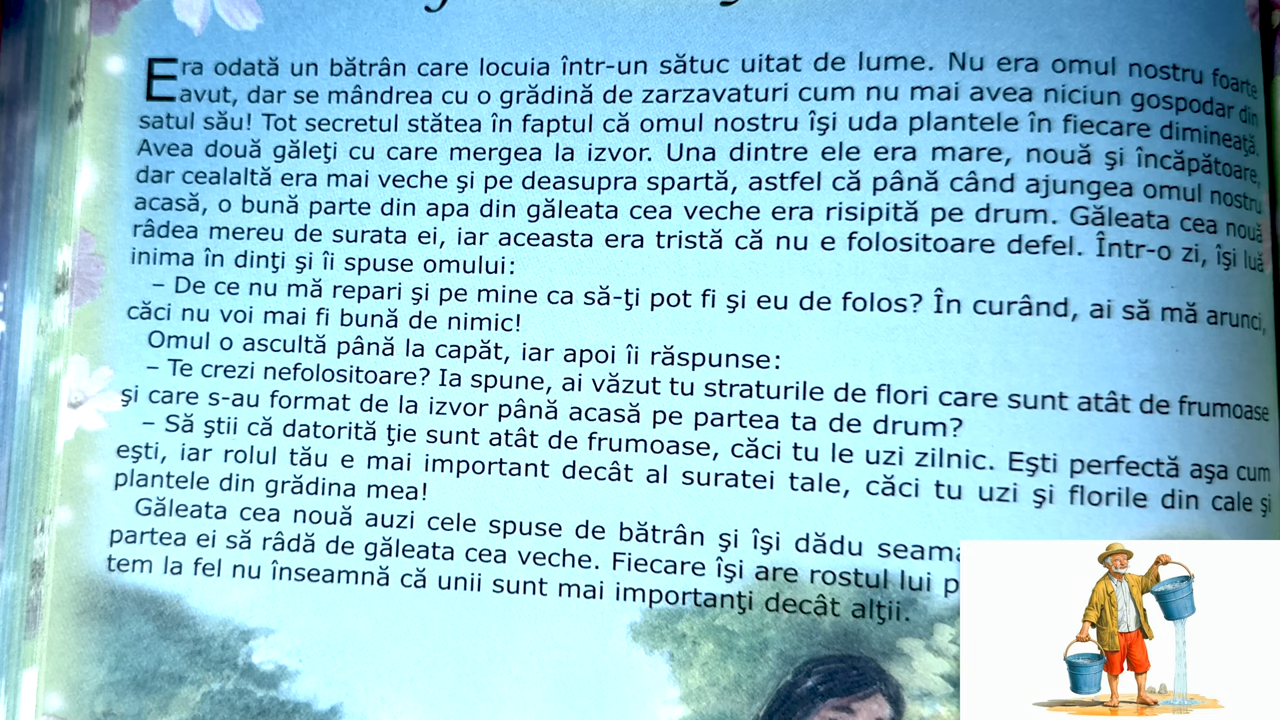 Era odată un bătrân care locuia într-un sătuc uitat de lume. Nu era omul nostru foarte
avut, dar se mândrea cu o grădină de zarzavaturi cum nu mai avea niciun gospodar din
satul său! Tot secretul stătea în faptul că omul nostru îşi uda plantele în fiecare dimineaţă.
Avea două găleţi cu care mergea la izvor. Una dintre ele era mare, nouă şi încăpătoare,
dar cealaltă era mai veche şi pe deasupra spartă, astfel că până când ajungea omul nostru
acasă, o bună parte din apa din găleata cea veche era risipită pe drum. Găleata cea nouă
râdea mereu de surata ei, iar aceasta era tristă că nu e folositoare defel. Într-o zi, îşi luă
inima în dinţi şi îi spuse omului:
– De ce nu mă repari şi pe mine ca să-ţi pot fi şi eu de folos? În curând, ai să mă arunci,
căci nu voi mai fi bună de nimic!
Omul o ascultă până la capăt, iar apoi îi răspunse:
– Te crezi nefolositoare? Ia spune, ai văzut tu straturile de flori care sunt atât de frumoase
şi care s-au format de la izvor până acasă pe partea ta de drum?
– Să ştii că datorită ţie sunt atât de frumoase, căci tu le uzi zilnic. Eşti perfectă aşa cum
eşti, iar rolul tău e mai important decât al suratei tale, căci tu uzi şi florile din cale şi
plantele din grădina mea!
Găleata cea nouă auzi cele spuse de bătrân şi îşi dădu seama
partea ei să râdă de găleata cea veche. Fiecare îşi are rostul lui
tem la fel nu înseamnă că unii sunt mai importanţi decât alţii.